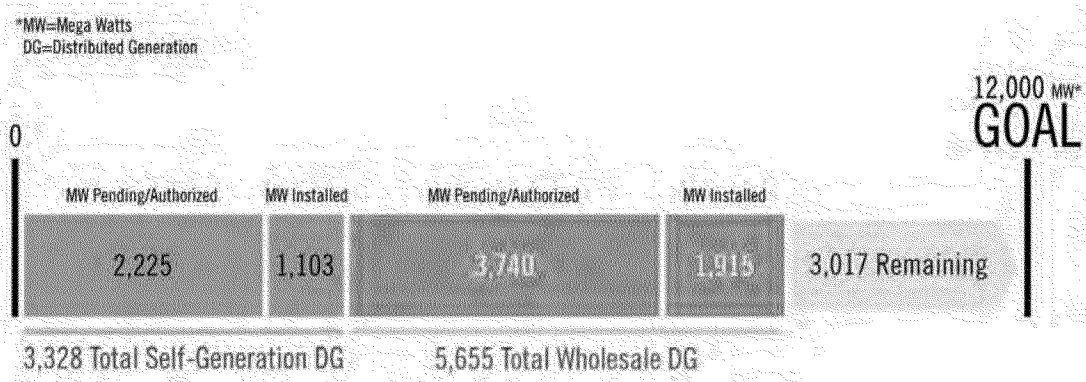 *MW=Mega Watts
DG=Distributed Generation
12,000 MW*
GOAL
0
MW Pending/Authorized MW Installed MW Pending/Authorized MW Installed
2,225 1,103 3,740 1,915 3,017 Remaining
3,328 Total Self-Generation DG 5,655 Total Wholesale DG